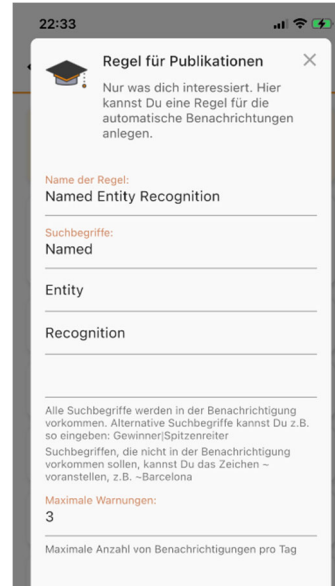 22:33
Regel für Publikationen
Nur was dich interessiert. Hier
kannst Du eine Regel für die
automatische Benachrichtungen
anlegen.
Name der Regel:
Named Entity Recognition
Suchbegriffe:
Named
Entity
Recognition
Alle Suchbegriffe werden in der Benachrichtigung
vorkommen. Alternative Suchbegriffe kannst Du z.B.
so eingeben: Gewinner|Spitzenreiter
Suchbegriffen, die nicht in der Benachrichtigung
vorkommen sollen, kannst Du das Zeichen ~
voranstellen, z.B. ~Barcelona
Maximale Warnungen:
3
Maximale Anzahl von Benachrichtigungen pro Tag